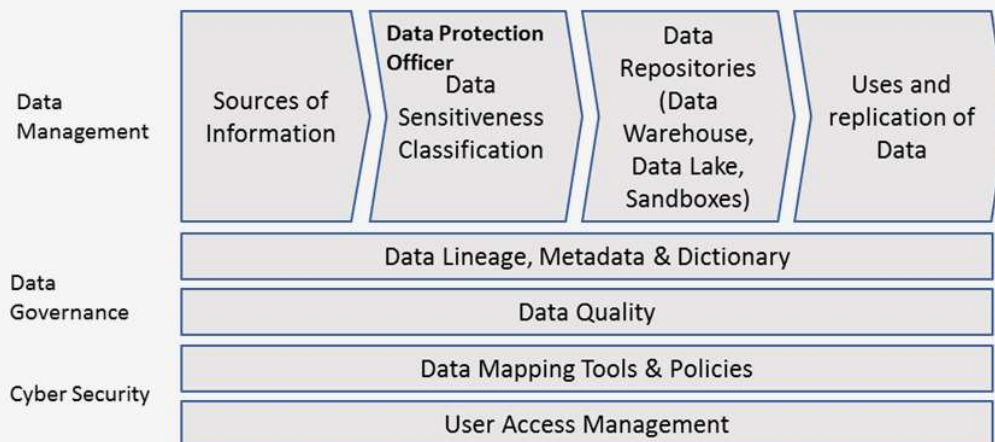 Data
Management
Sources of
Information
Data Protection
Officer
Data
Sensitiveness
Classification
Data
Repositories
(Data
Warehouse,
Data Lake,
Sandboxes)
Uses and
replication of
Data
Data
Governance
Data Lineage, Metadata & Dictionary
Data Quality
Cyber Security
Data Mapping Tools & Policies
User Access Management